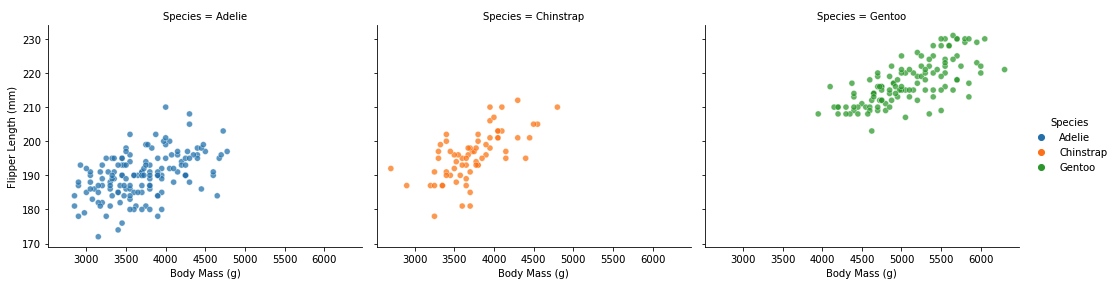 Species = Adelie
Species = Chinstrap
Species = Gentoo
Flipper Length (mm)
230
220
210
200
190
180
170
3000 3500 4000 4500 5000 5500 6000
3000 3500 4000 4500 5000 5500 6000
3000 3500 4000 4500 5000 5500 6000
Body Mass (g)
Body Mass (g)
Body Mass (g)
Species
Adelie
Chinstrap
Gentoo